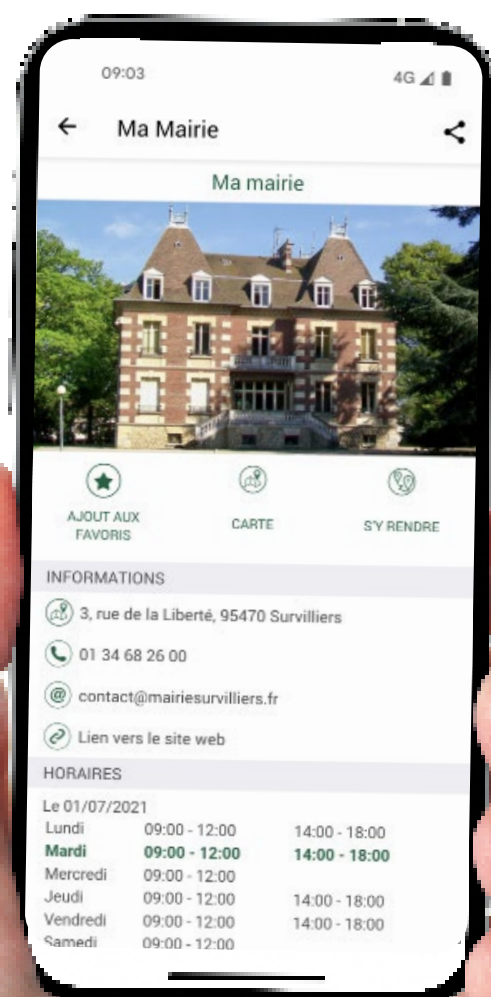 09:03
4G
Ma Mairie
Ma mairie
AJOUT AUX
FAVORIS
CARTE
S'Y RENDRE
INFORMATIONS
3, rue de la Liberté, 95470 Survilliers
01 34 68 26 00
contact@mairiesurvilliers.fr
Lien vers le site web
HORAIRES
Le 01/07/2021
Lundi 09:00 - 12:00 14:00 - 18:00
Mardi 09:00 - 12:00 14:00 - 18:00
Mercredi 09:00 - 12:00
Jeudi 14:00 - 18:00
Vendredi 09:00 - 12:00 14:00 - 18:00
Samedi 09:00 - 12:00